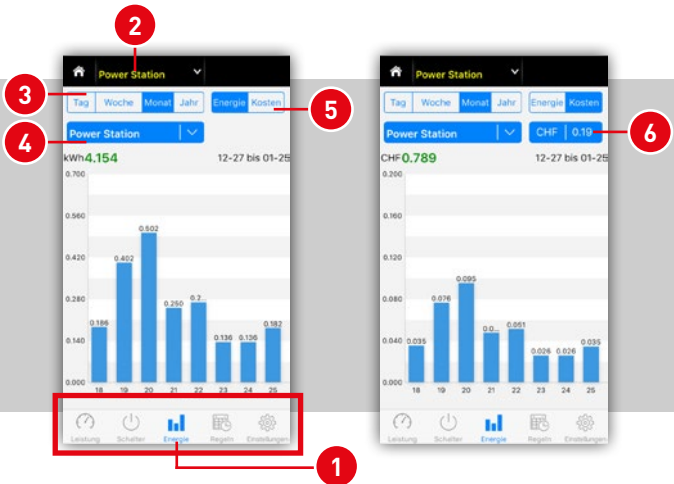 2
Power Station
3
Tag Woche Monat Jahr Energie Kosten
5
4
Power Station
kWh4.154 12-27 bis 01-25
0.700
0.560
0.420
0.280
0.140
0.000
0.186
0.402
0.502
0.250
0.2...
0.136
0.136
0.182
18 19 20 21 22 23 24 25
Leistung Schalter Energie Regeln Einstellungen
1
Power Station
Tag Woche Monat Jahr Energie Kosten
Power Station CHF 0.19
6
CHF0.789 12-27 bis 01-25
0.200
0.160
0.120
0.080
0.040
0.000
0.035
0.076
0.095
0.0...
0.051
0.026
0.026
0.035
18 19 20 21 22 23 24 25
Leistung Schalter Energie Regeln Einstellungen